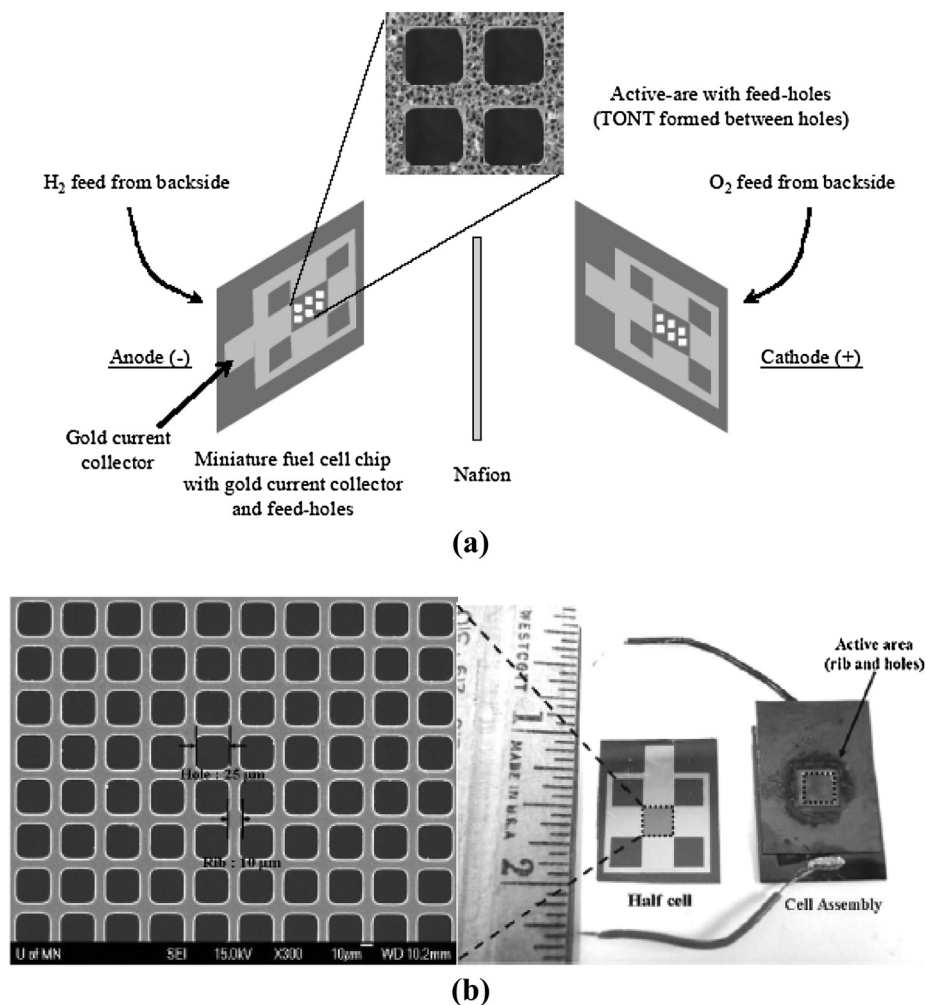 Active-are with feed-holes
(TONT formed between holes)
H₂ feed from backside
O₂ feed from backside
Anode (-)
Cathode (+)
Gold current
collector
Miniature fuel cell chip
with gold current collector
and feed-holes
Nafion
(a)
Hole : 25 μm
Rib : 10 μm
U of MN SEI 15.0kV X300 10μm WD 10.2mm
WESTCOTT
MADE IN U.S.A
1
2
Active area
(rib and holes)
Half cell
Cell Assembly
(b)